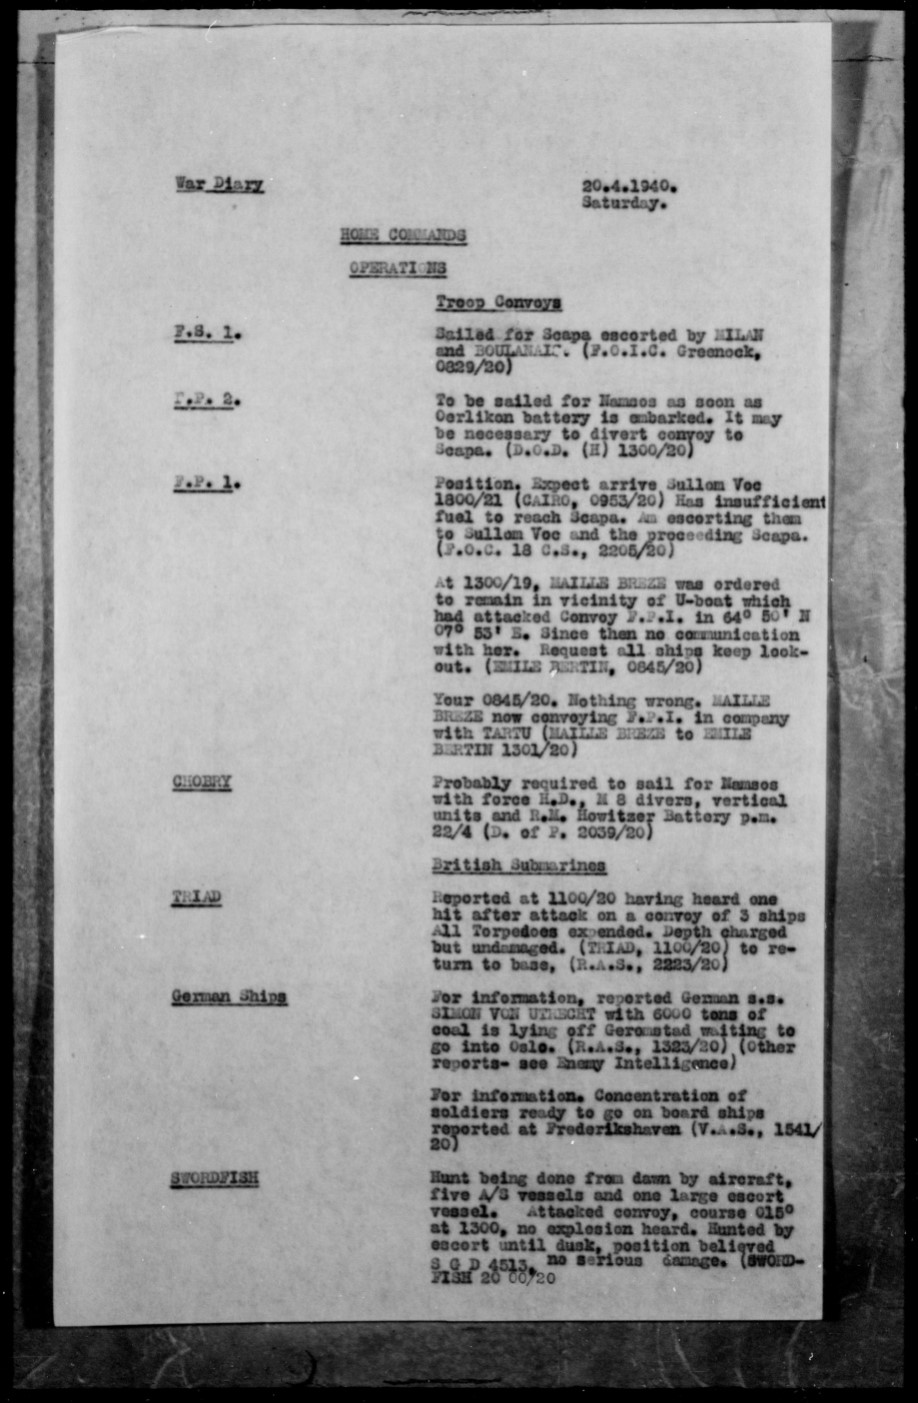 War Diary
20.4.1940.
Saturday.
HOME COMMANDS
OPERATIONS
Troop Convoys
F.S. 1.
Sailed for Scapa escorted by MILAN
and BOULANAIS. (F.O.I.C. Greenock,
0829/20)
F.P. 2.
To be sailed for Namsos as soon as
Oerlikon battery is embarked. It may
be necessary to divert convoy to
Scapa. (D.O.D. (H) 1300/20)
F.P. 1.
Position. Expect arrive Sullom Voe
1800/21 (CAIRO, 0953/20) Has insufficient
fuel to reach Scapa. Am escorting them
to Sullom Voe and the proceeding Scapa.
(F.O.C. 18 C.S., 2205/20)
At 1300/19, MAILLE BREZE was ordered
to remain in vicinity of U-boat which
had attacked Convoy F.P.I. in 64° 50' N
07° 53' E. Since then no communication
with her. Request all ships keep look-
out. (EMILE BERTIN, 0845/20)
Your 0845/20. Nothing wrong. MAILLE
BREZE now convoying F.P.I. in company
with TARTU (MAILLE BREZE to EMILE
BERTIN 1301/20)
CHOBRY
Probably required to sail for Namsos
with force H.D., M 8 divers, vertical
units and R.M. Howitzer Battery p.m.
22/4 (D. of P. 2039/20)
British Submarines
TRIAD
Reported at 1100/20 having heard one
hit after attack on a convoy of 3 ships
All Torpedoes expended. Depth charged
but undamaged. (TRIAD, 1100/20) to re-
turn to base, (R.A.S., 2223/20)
German Ships
For information, reported German s.s.
SIMON VON UTRECHT with 6000 tons of
coal is lying off Geromstad waiting to
go into Oslo. (R.A.S., 1323/20) (Other
reports- see Enemy Intelligence)
For information. Concentration of
soldiers ready to go on board ships
reported at Frederikshaven (V.A.S., 1541/
20)
SWORDFISH
Hunt being done from dawn by aircraft,
five A/S vessels and one large escort
vessel. Attacked convoy, course 015°
at 1300, no explosion heard. Hunted by
escort until dusk, position believed
S G D 4513, no serious damage. (SWORD-
FISH 20 00/20